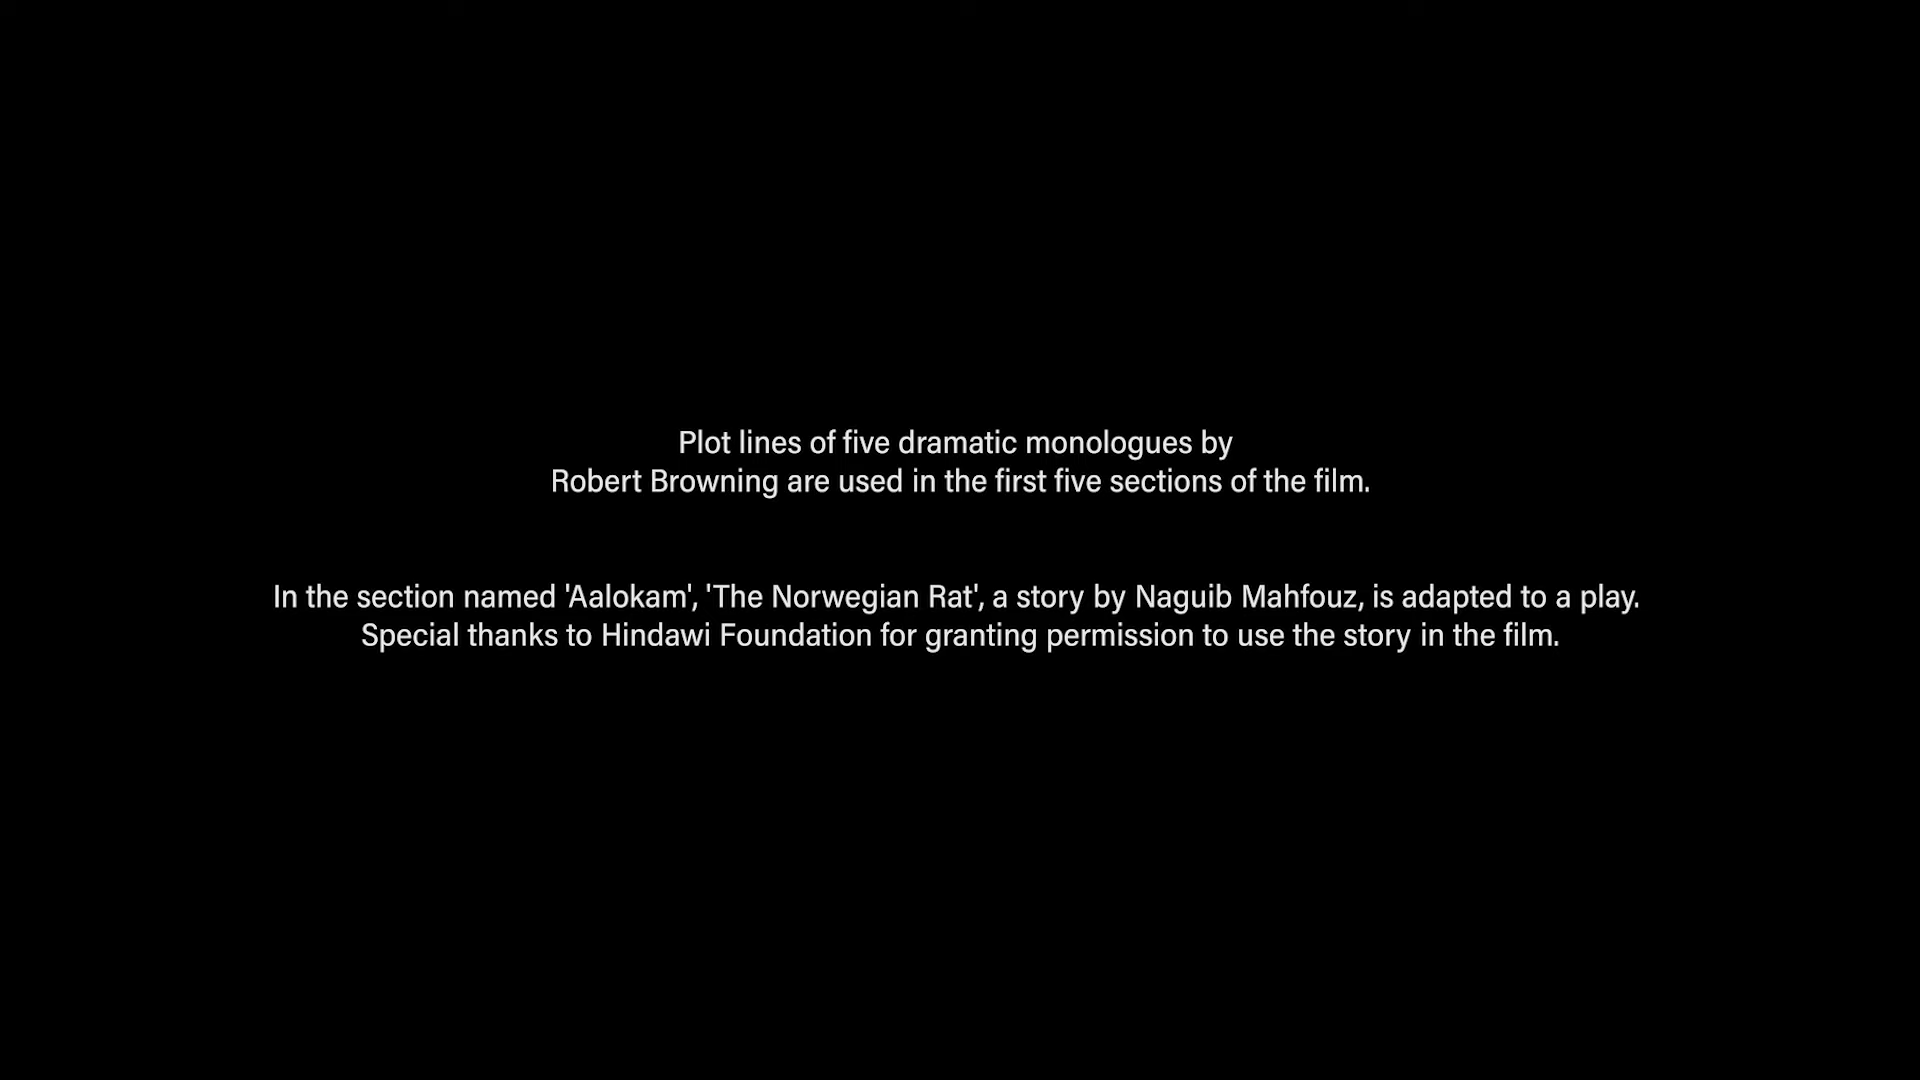 Plot lines of five dramatic monologues by
Robert Browning are used in the first five sections of the film.
In the section named 'Aalokam', 'The Norwegian Rat', a story by Naguib Mahfouz, is adapted to a play.
Special thanks to Hindawi Foundation for granting permission to use the story in the film.